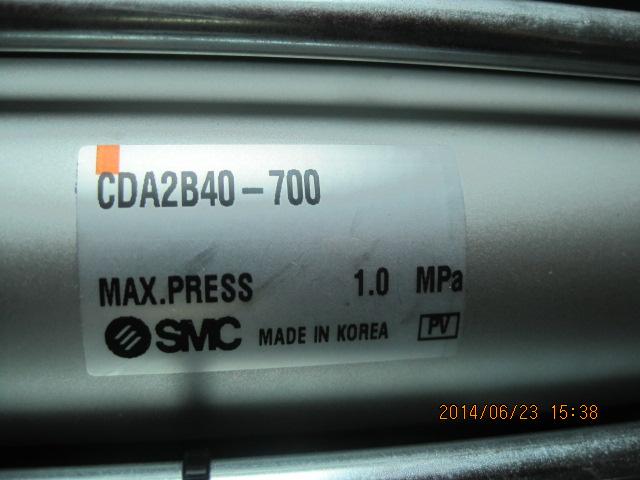 CDA2B40-700
MAX.PRESS 1.0 MPa
SMC MADE IN KOREA PV
2014/06/23 15:38